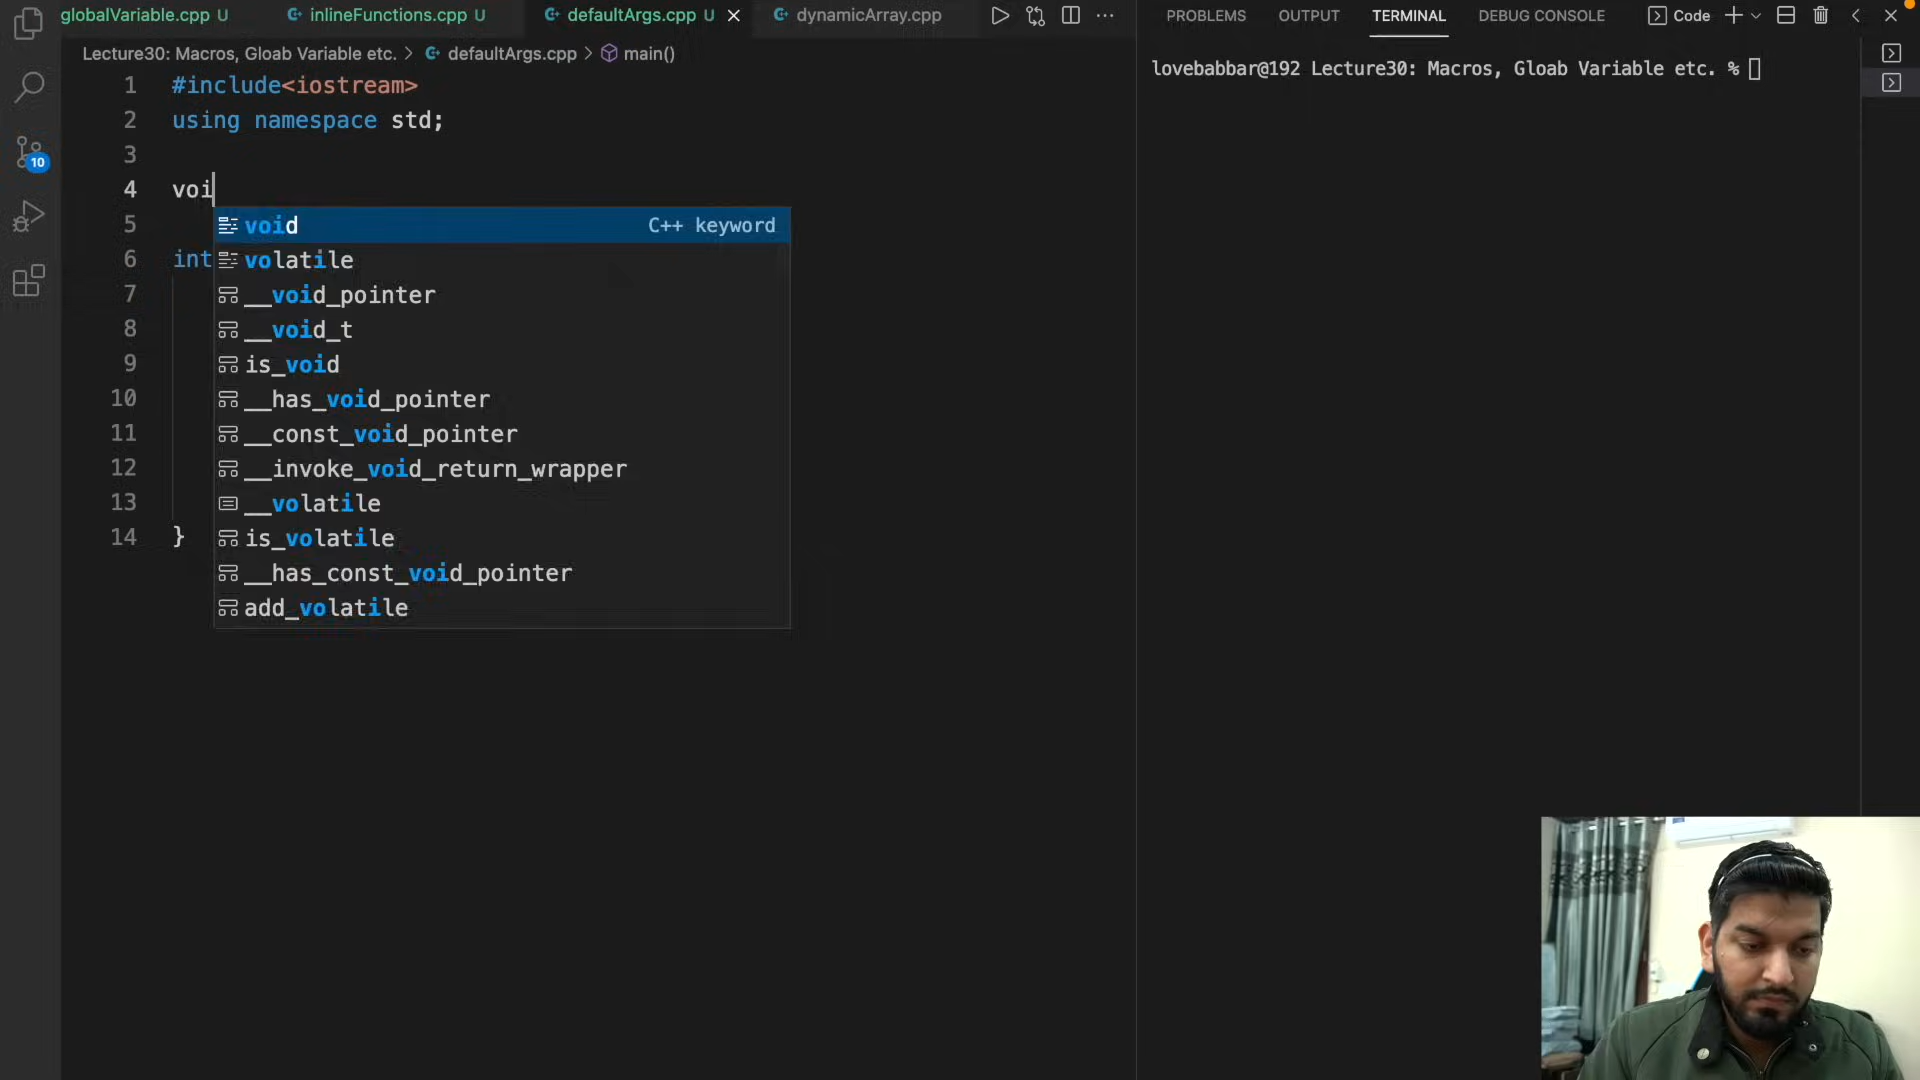 globalVariable.cpp U
inlineFunctions.cpp U
defaultArgs.cpp U
dynamicArray.cpp
Lecture30: Macros, Gloab Variable etc. > defaultArgs.cpp > main()
1 #include<iostream>
2 using namespace std;
3
4 voi
5
6 int
7
8
9
10
11
12
13
14 }
void C++ keyword
volatile
__void_pointer
__void_t
is_void
__has_void_pointer
__const_void_pointer
__invoke_void_return_wrapper
__volatile
is_volatile
__has_const_void_pointer
add_volatile
10
PROBLEMS OUTPUT TERMINAL DEBUG CONSOLE Code
lovebabbar@192 Lecture30: Macros, Gloab Variable etc. %